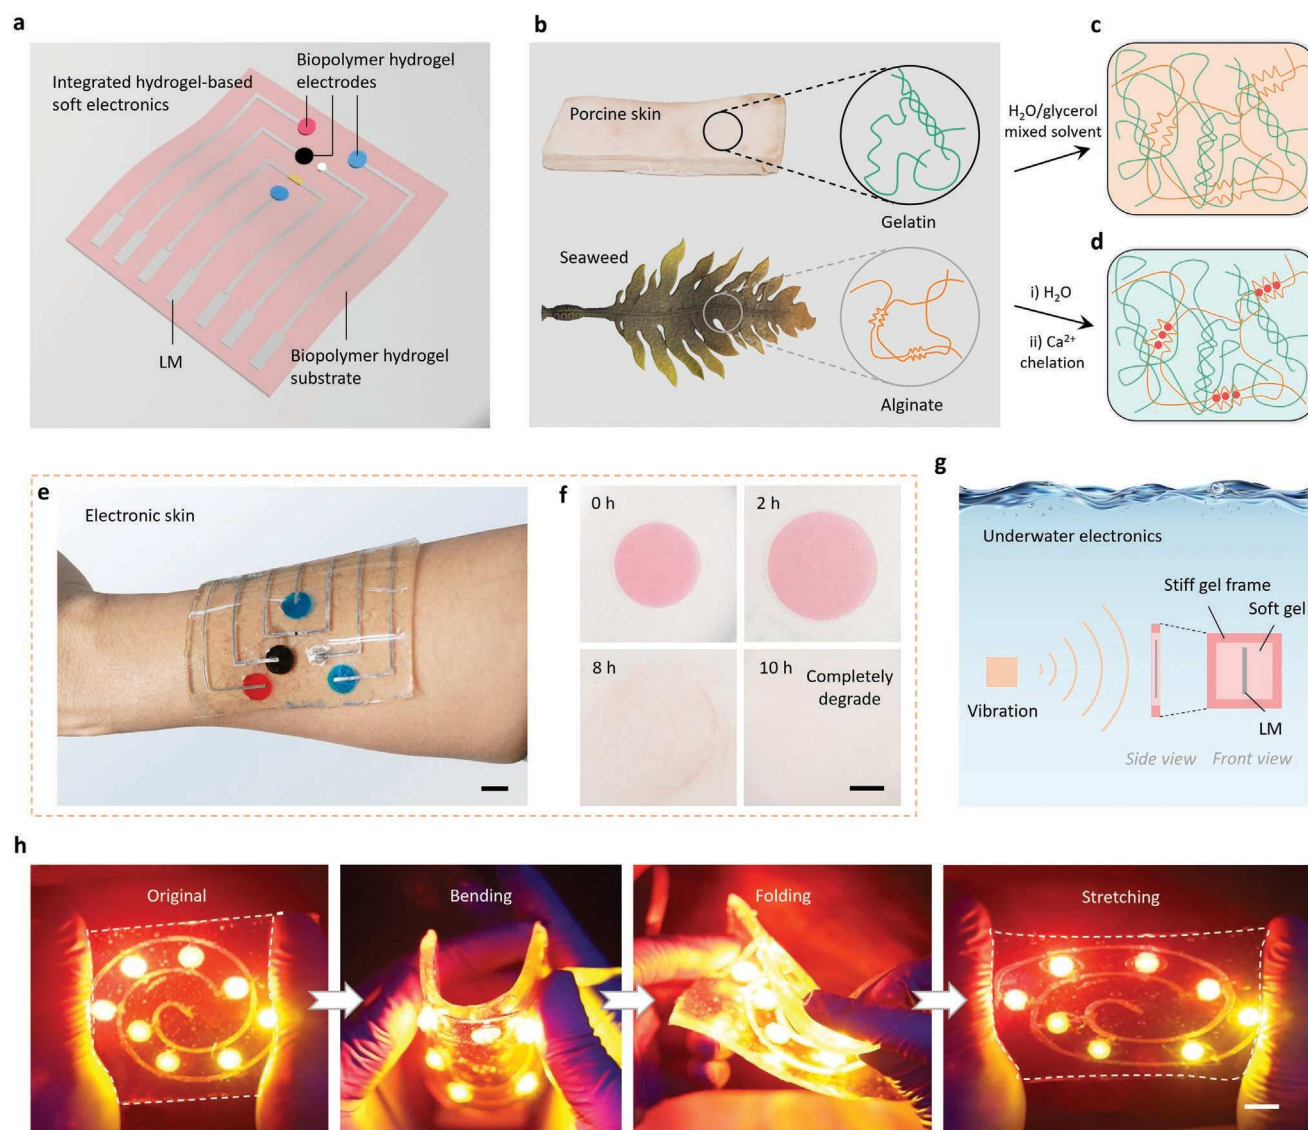 a
Integrated hydrogel-based
soft electronics
Biopolymer hydrogel
electrodes
LM
Biopolymer hydrogel
substrate
b
Porcine skin
Gelatin
Seaweed
Alginate
H₂O/glycerol
mixed solvent
i) H₂O
ii) Ca²⁺
chelation
c
d
e
Electronic skin
f
0 h
2 h
8 h
10 h
Completely
degrade
g
Underwater electronics
Stiff gel frame
Soft gel
Vibration
LM
Side view
Front view
h
Original
Bending
Folding
Stretching